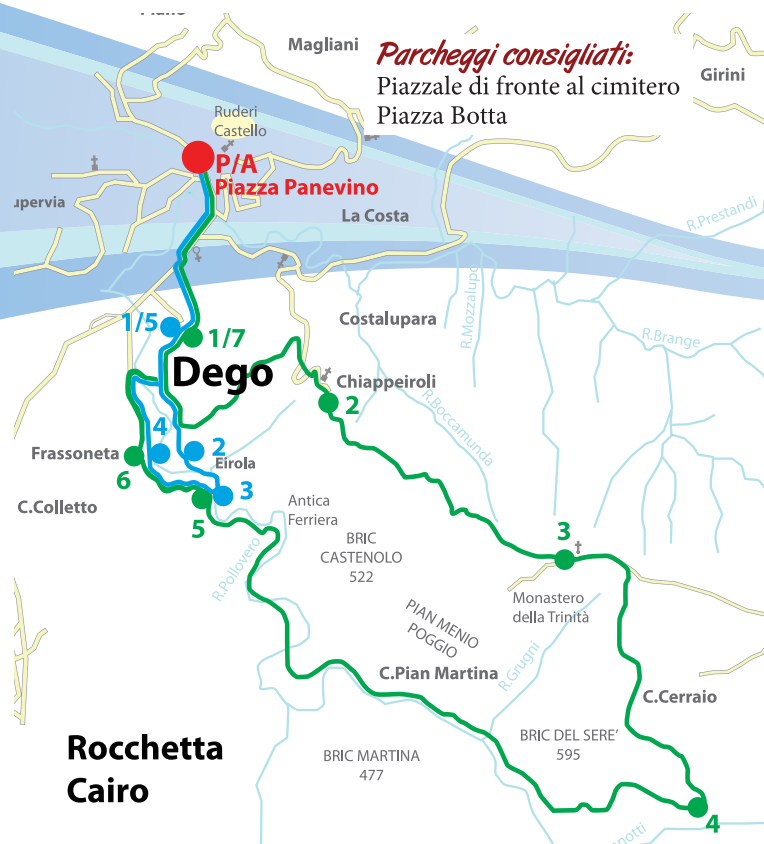 Magliani
Parcheggi consigliati:
Piazzale di fronte al cimitero
Piazza Botta
Girini
Ruderi
Castello
P/A
Piazza Panevino
upervia
La Costa
R.Prestandi
R.Mozzalupo
Costalupara
R.Brange
1/5
1/7
Dego
Chiappeiroli
2
R.Boccamunda
4
2
Eirola
Frassoneta
6
3
5
C.Colletto
Antica
Ferriera
R.Pollovero
BRIC
CASTENOLO
522
3
Monastero
della Trinità
PIAN MENIO
POGGIO
R.Grugni
C.Pian Martina
C.Cerraio
Rocchetta
Cairo
BRIC MARTINA
477
BRIC DEL SERE'
595
4
notti